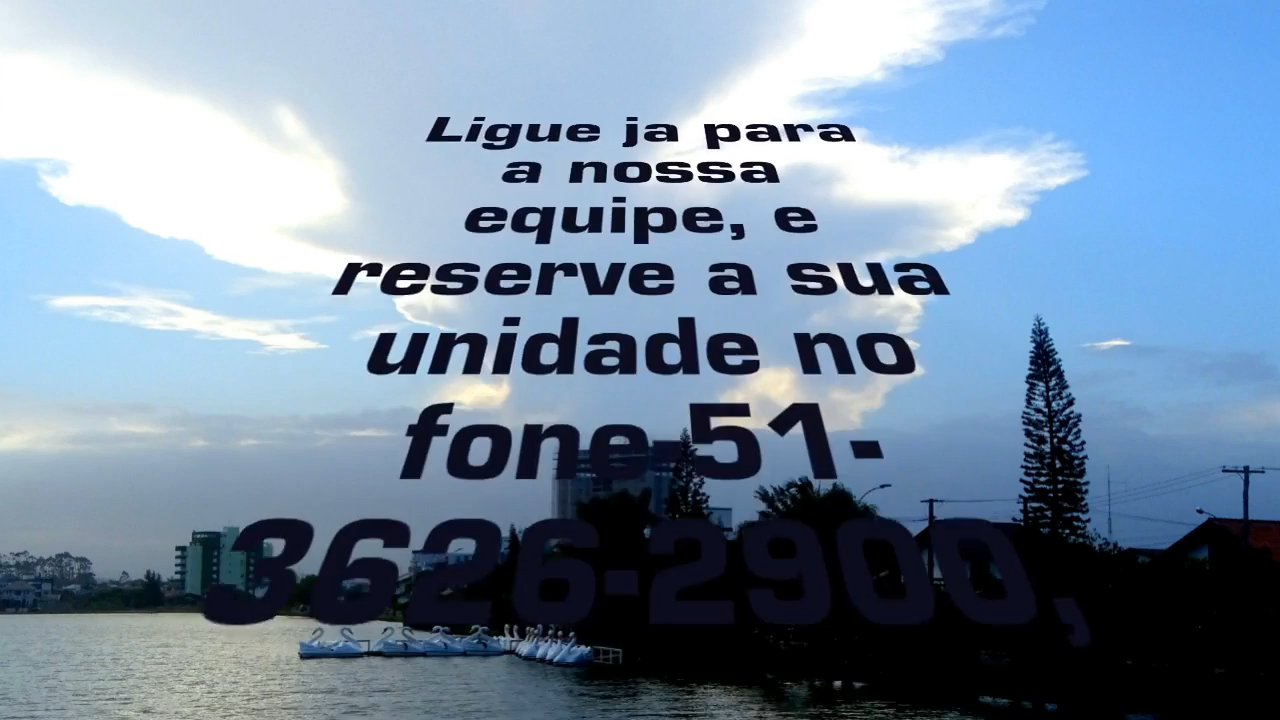 Ligue ja para
a nossa
equipe, e
reserve a sua
unidade no
fone-51-
3626-2900,